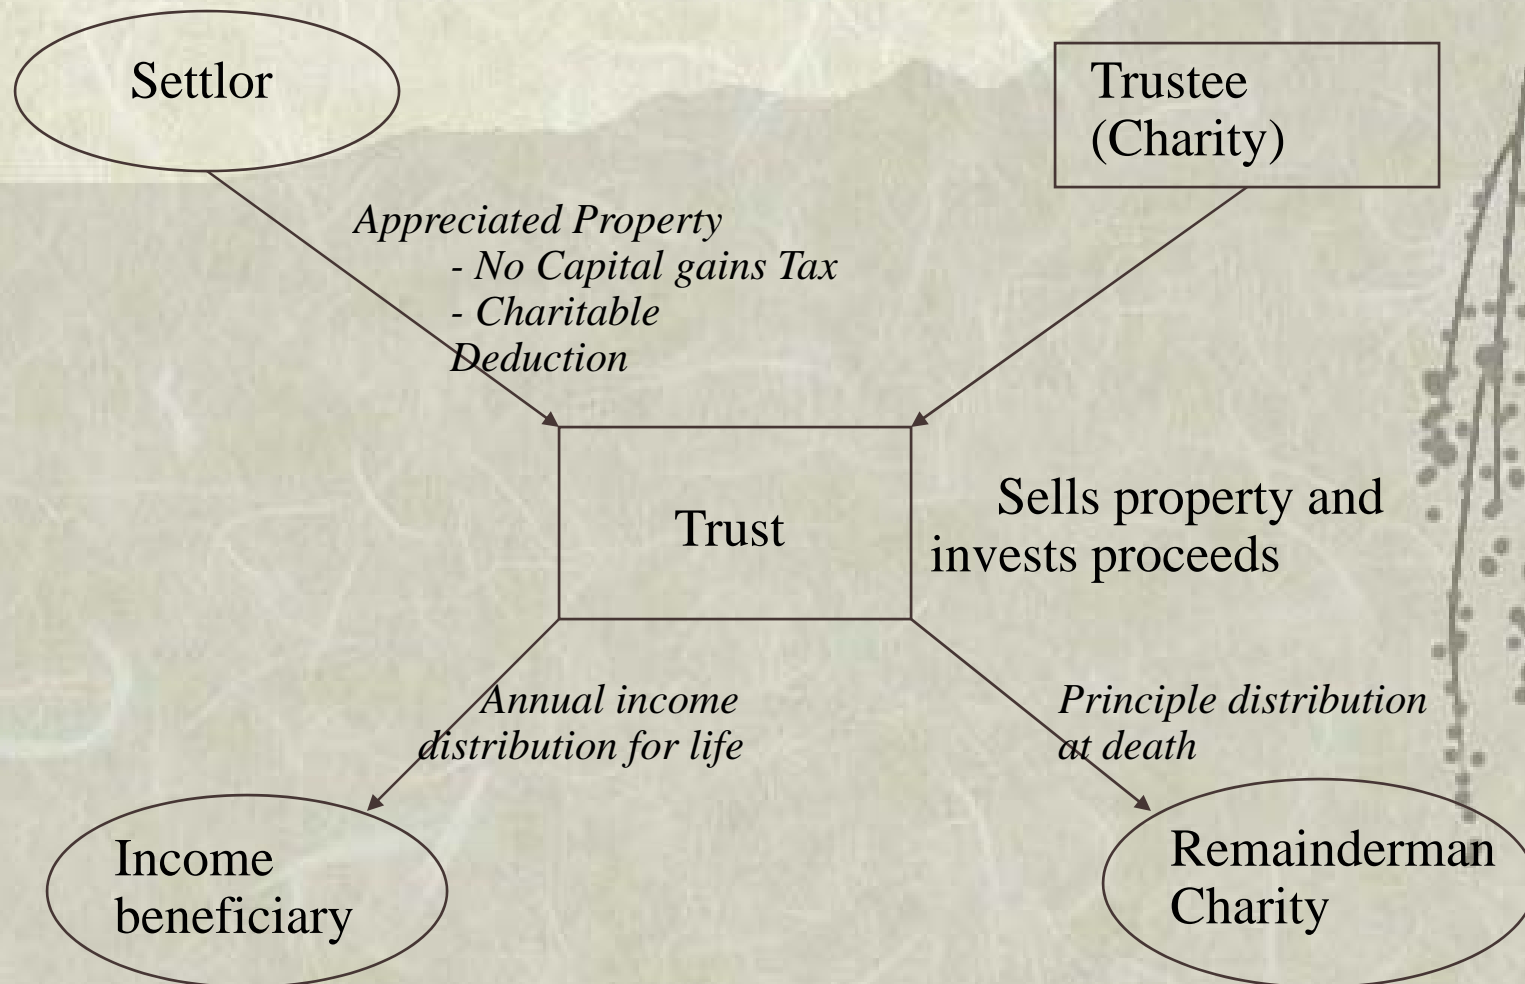 Settlor
Trustee
(Charity)
Appreciated Property
- No Capital gains Tax
- Charitable
Deduction
Trust
Sells property and
invests proceeds
Annual income
distribution for life
Principle distribution
at death
Income
beneficiary
Remainderman
Charity